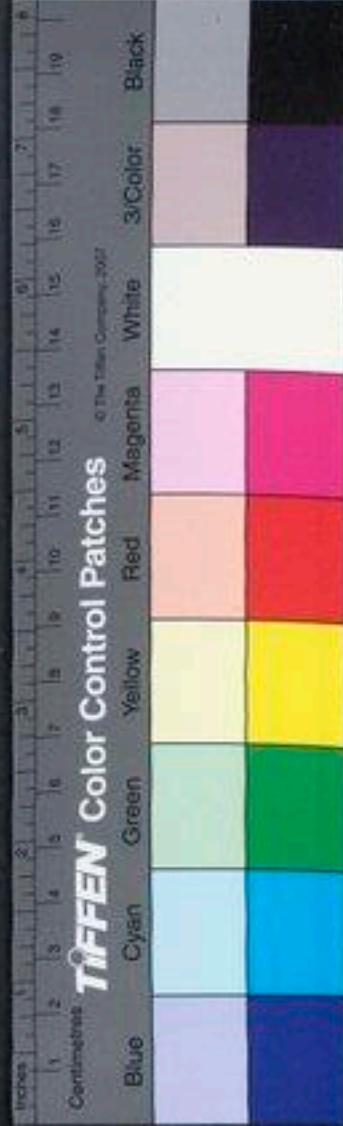 Inches
1
2
3
4
5
6
7
8
Centimetres
1
2
3
4
5
6
7
8
9
10
11
12
13
14
15
16
17
18
19
TIFFEN® Color Control Patches
© The Tiffen Company, 2007
Blue
Cyan
Green
Yellow
Red
Magenta
White
3/Color
Black